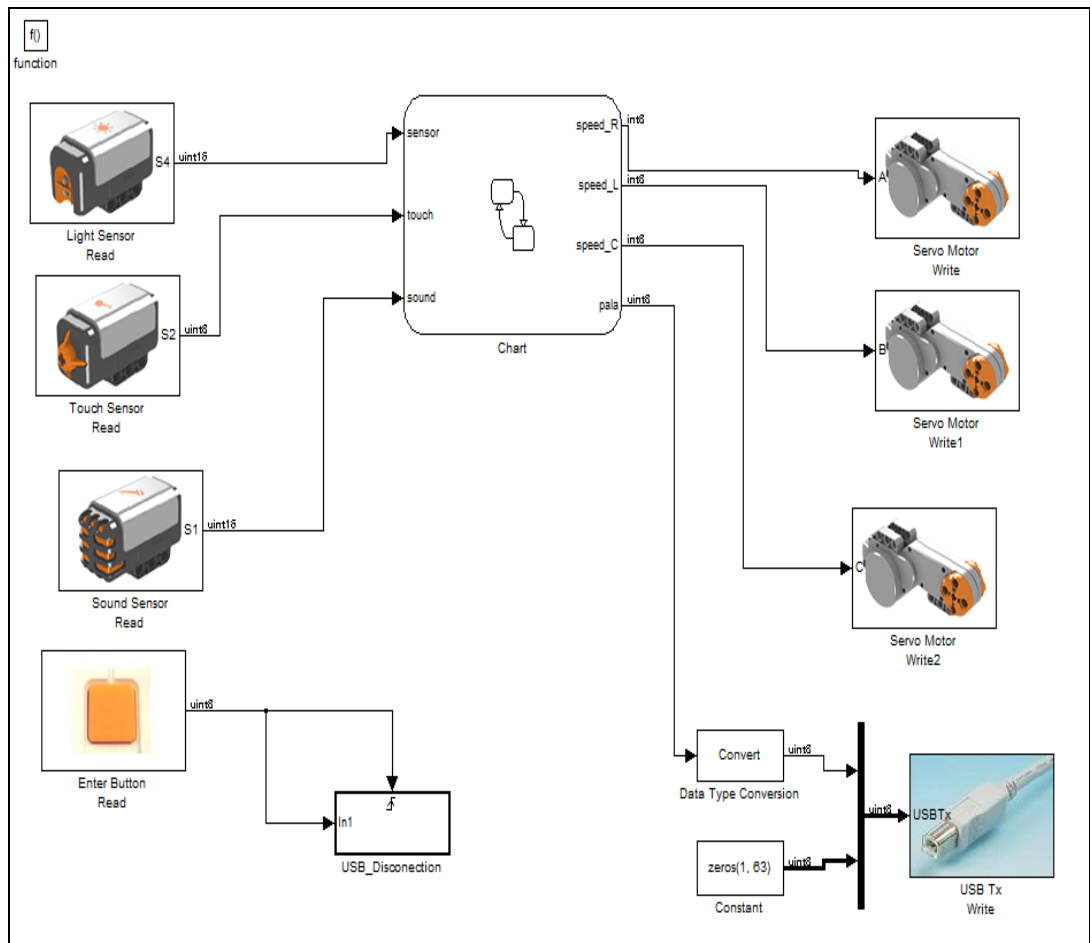 f()
function
sensor
touch
sound
speed_R
speed_L
speed_C
pala
Chart
int8
int8
int8
uint8
S4
uint16
Light Sensor
Read
S2
uint8
Touch Sensor
Read
S1
uint16
Sound Sensor
Read
uint8
Enter Button
Read
In1
USB_Disconection
A
Servo Motor
Write
B
Servo Motor
Write1
C
Servo Motor
Write2
Convert
uint8
Data Type Conversion
zeros(1, 63)
uint8
Constant
uint8
USBTx
USB Tx
Write